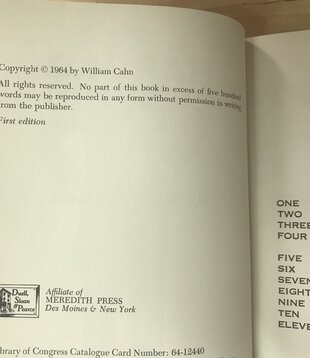 Copyright © 1964 by William Cahn
All rights reserved. No part of this book in excess of five hundred
words may be reproduced in any form without permission in writing
from the publisher.
First edition
Duell,
Sloan
& Pearce
Affiliate of
MEREDITH PRESS
Des Moines & New York
Library of Congress Catalogue Card Number: 64-12440
ONE
TWO
THREE
FOUR
FIVE
SIX
SEVEN
EIGHT
NINE
TEN
ELEVE